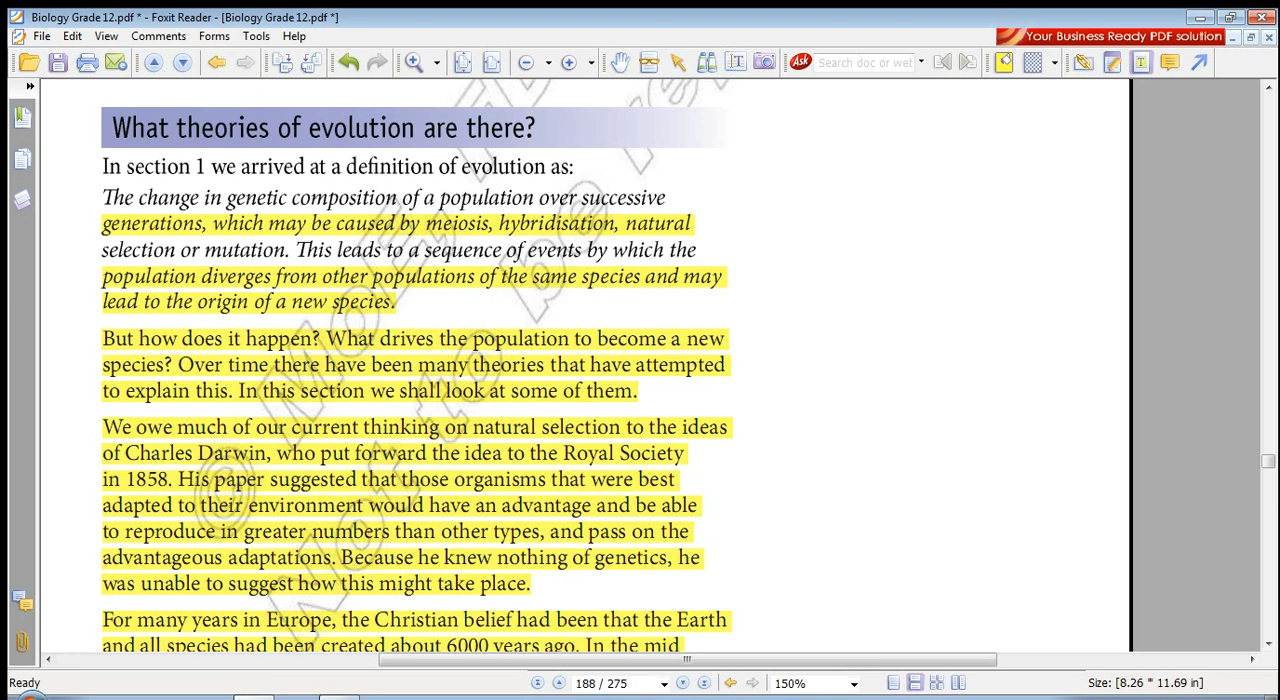 Biology Grade 12.pdf * - Foxit Reader - [Biology Grade 12.pdf *]
File Edit View Comments Forms Tools Help
Your Business Ready PDF solution
Ask Search doc or wel
What theories of evolution are there?
In section 1 we arrived at a definition of evolution as:
The change in genetic composition of a population over successive
generations, which may be caused by meiosis, hybridisation, natural
selection or mutation. This leads to a sequence of events by which the
population diverges from other populations of the same species and may
lead to the origin of a new species.
But how does it happen? What drives the population to become a new
species? Over time there have been many theories that have attempted
to explain this. In this section we shall look at some of them.
We owe much of our current thinking on natural selection to the ideas
of Charles Darwin, who put forward the idea to the Royal Society
in 1858. His paper suggested that those organisms that were best
adapted to their environment would have an advantage and be able
to reproduce in greater numbers than other types, and pass on the
advantageous adaptations. Because he knew nothing of genetics, he
was unable to suggest how this might take place.
For many years in Europe, the Christian belief had been that the Earth
and all species had been created about 6000 years ago. In the mid
© MoE,
Not to be
Ready
188 / 275
150%
Size: [8.26 * 11.69 in]